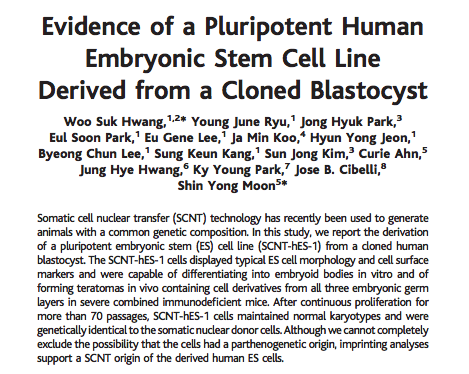 Evidence of a Pluripotent Human
Embryonic Stem Cell Line
Derived from a Cloned Blastocyst
Woo Suk Hwang,1,2* Young June Ryu,1 Jong Hyuk Park,3
Eul Soon Park,1 Eu Gene Lee,1 Ja Min Koo,4 Hyun Yong Jeon,1
Byeong Chun Lee,1 Sung Keun Kang,1 Sun Jong Kim,3 Curie Ahn,5
Jung Hye Hwang,6 Ky Young Park,7 Jose B. Cibelli,8
Shin Yong Moon5*
Somatic cell nuclear transfer (SCNT) technology has recently been used to generate
animals with a common genetic composition. In this study, we report the derivation
of a pluripotent embryonic stem (ES) cell line (SCNT-hES-1) from a cloned human
blastocyst. The SCNT-hES-1 cells displayed typical ES cell morphology and cell surface
markers and were capable of differentiating into embryoid bodies in vitro and of
forming teratomas in vivo containing cell derivatives from all three embryonic germ
layers in severe combined immunodeficient mice. After continuous proliferation for
more than 70 passages, SCNT-hES-1 cells maintained normal karyotypes and were
genetically identical to the somatic nuclear donor cells. Although we cannot completely
exclude the possibility that the cells had a parthenogenetic origin, imprinting analyses
support a SCNT origin of the derived human ES cells.